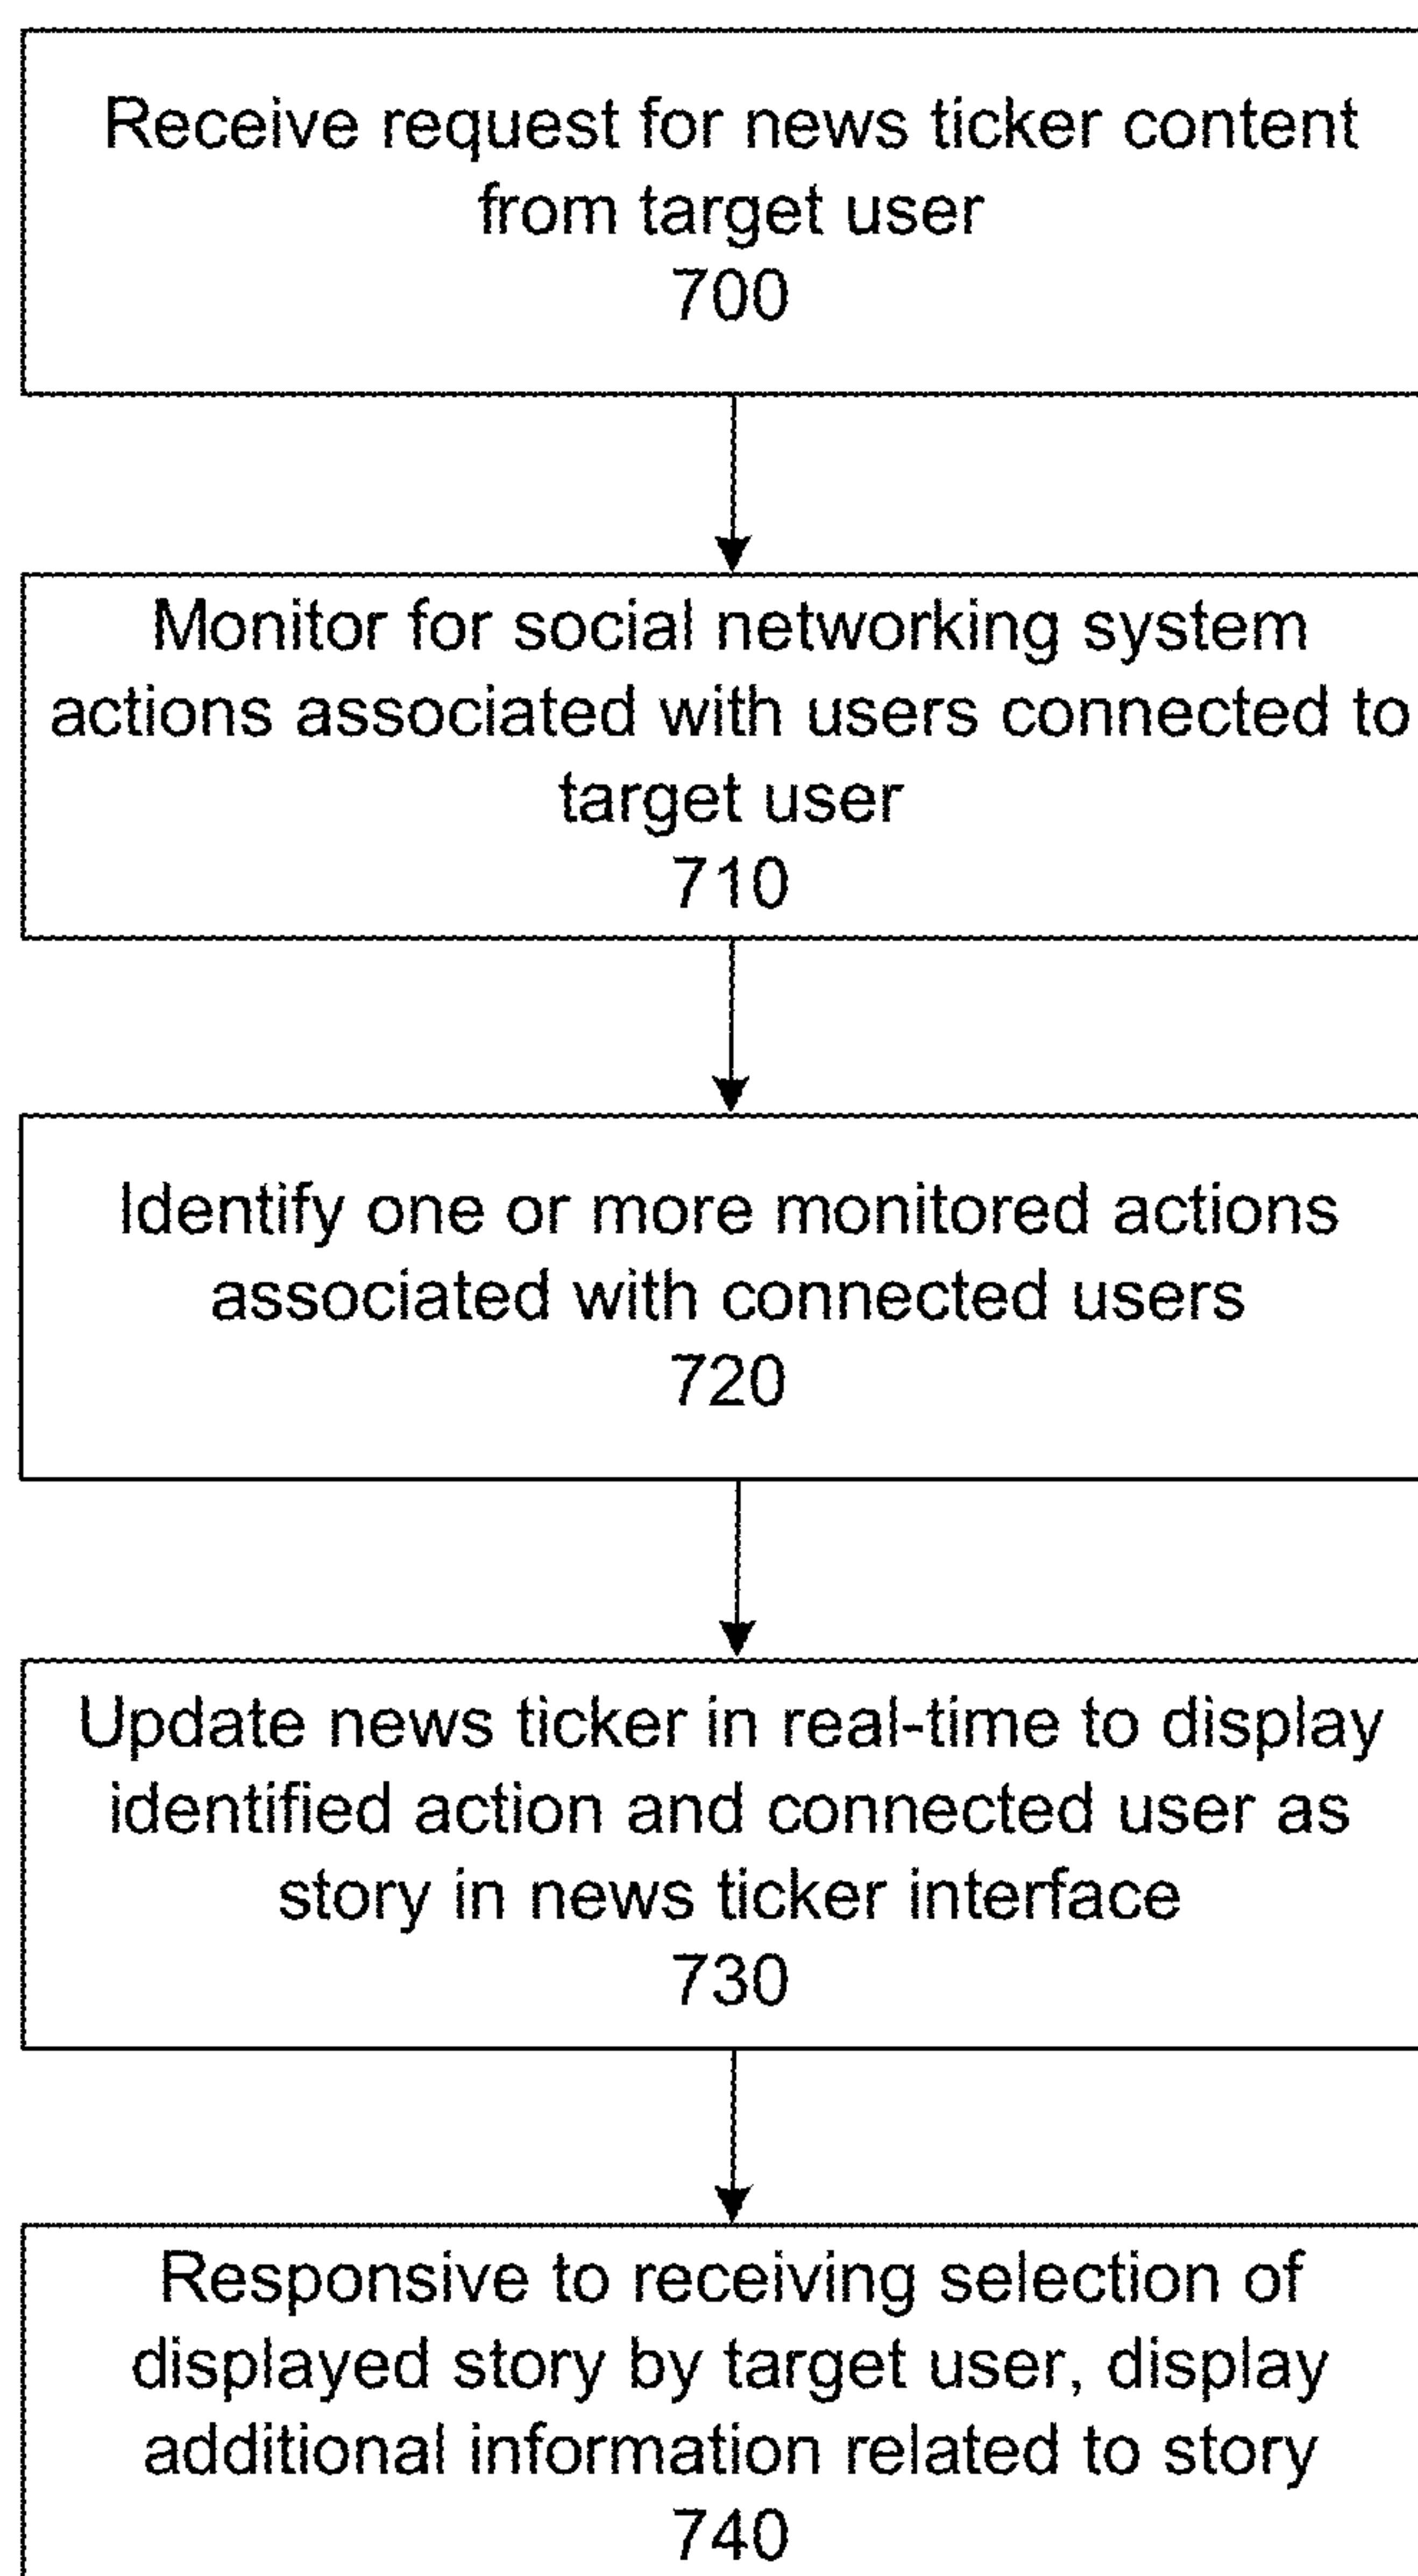 Receive request for news ticker content
from target user
700
Monitor for social networking system
actions associated with users connected to
target user
710
Identify one or more monitored actions
associated with connected users
720
Update news ticker in real-time to display
identified action and connected user as
story in news ticker interface
730
Responsive to receiving selection of
displayed story by target user, display
additional information related to story
740